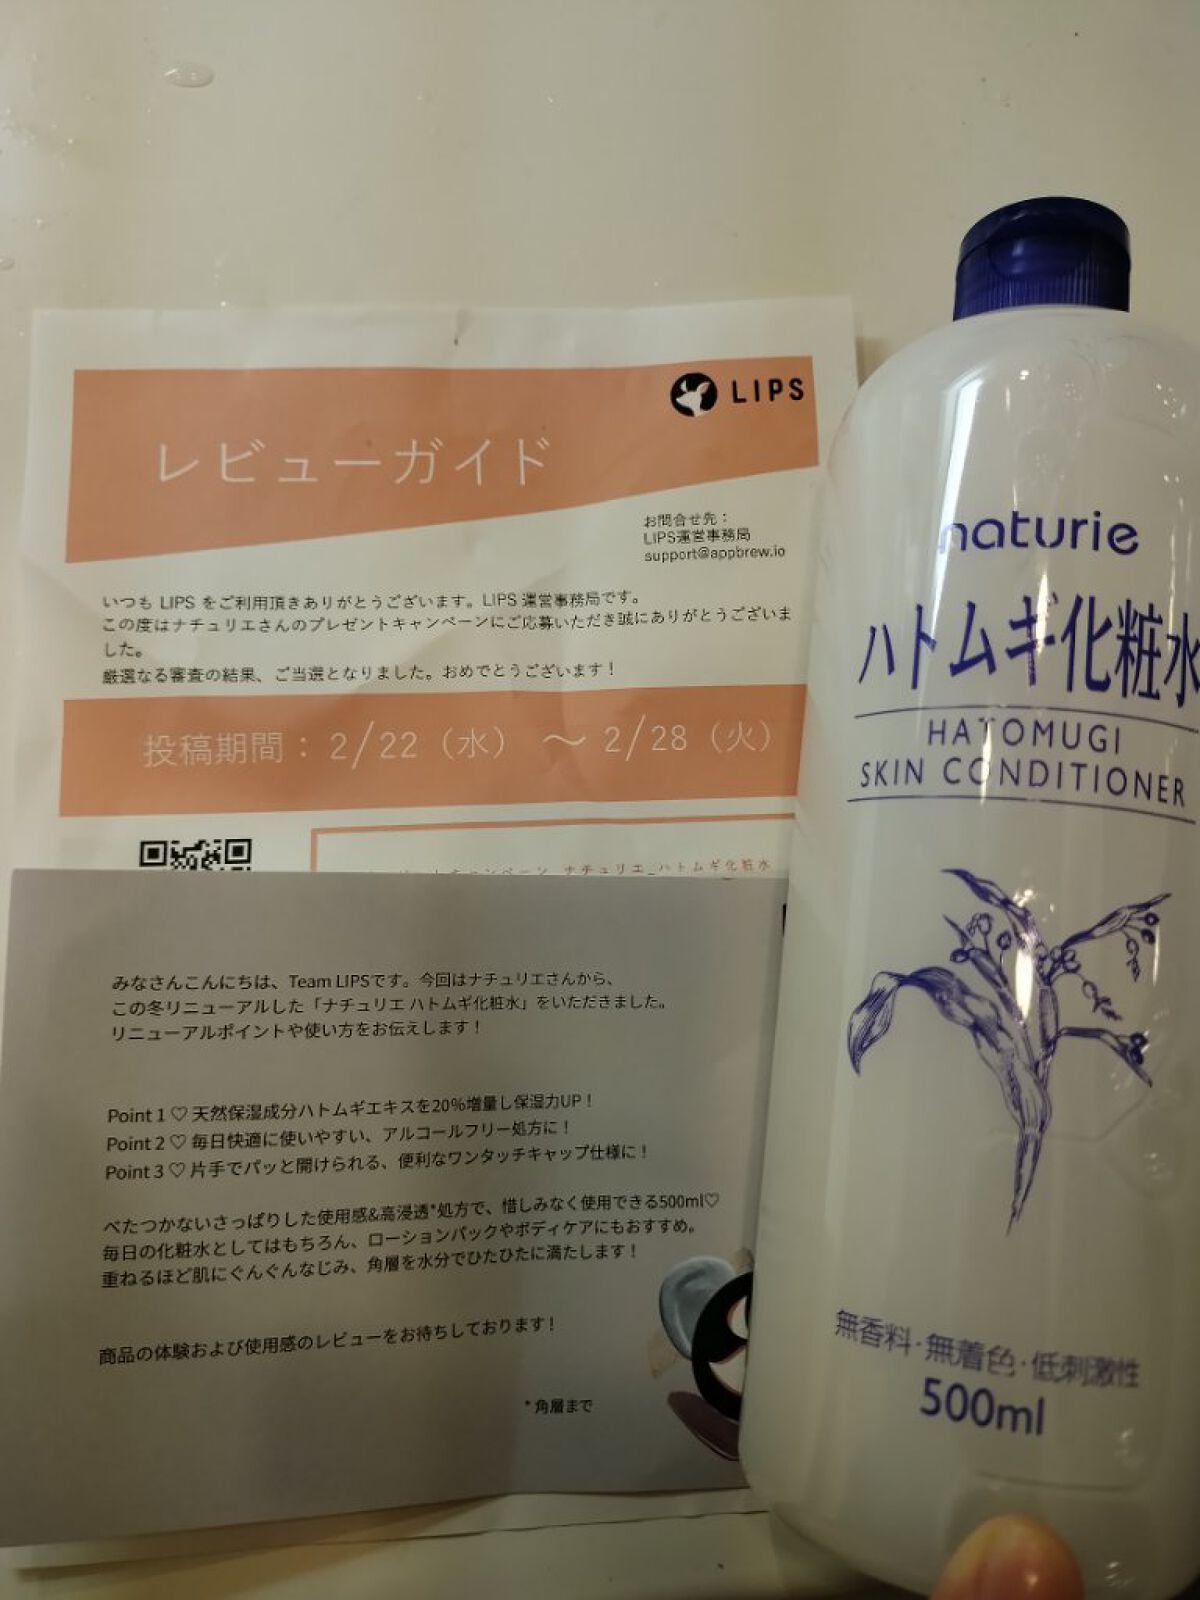 LIPS
レビューガイド
お問合せ先：
LIPS運営事務局
support@appbrew.io
いつも LIPS をご利用頂きありがとうございます。LIPS 運営事務局です。
この度はナチュリエさんのプレゼントキャンペーンにご応募いただき誠にありがとうございま
した。
厳選なる審査の結果、ご当選となりました。おめでとうございます！
投稿期間：2/22（水） ～ 2/28（火）
キャンペーン_ナチュリエ_ハトムギ化粧水
みなさんこんにちは、Team LIPSです。今回はナチュリエさんから、
この冬リニューアルした「ナチュリエ ハトムギ化粧水」をいただきました。
リニューアルポイントや使い方をお伝えします！
Point 1 ♡ 天然保湿成分ハトムギエキスを20%増量し保湿力UP！
Point 2 ♡ 毎日快適に使いやすい、アルコールフリー処方に！
Point 3 ♡ 片手でパッと開けられる、便利なワンタッチキャップ仕様に！
べたつかないさっぱりした使用感&高浸透*処方で、惜しみなく使用できる500ml♡
毎日の化粧水としてはもちろん、ローションパックやボディケアにもおすすめ。
重ねるほど肌にぐんぐんなじみ、角層を水分でひたひたに満たします！
商品の体験および使用感のレビューをお待ちしております！
* 角層まで
naturie
ハトムギ化粧水
HATOMUGI
SKIN CONDITIONER
無香料・無着色・低刺激性
500ml